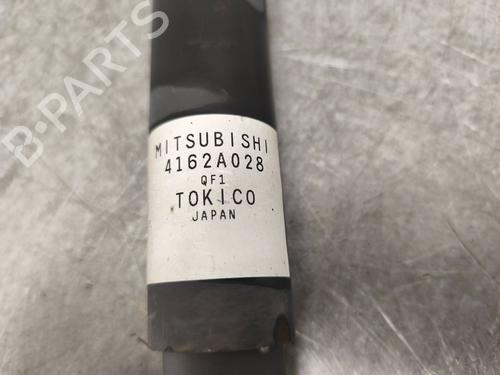 B-PARTS
MITSUBISHI
4162A028
QF1
TOKICO
JAPAN